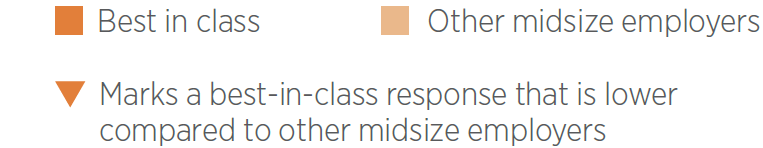 Best in class
Other midsize employers
Marks a best-in-class response that is lower
compared to other midsize employers